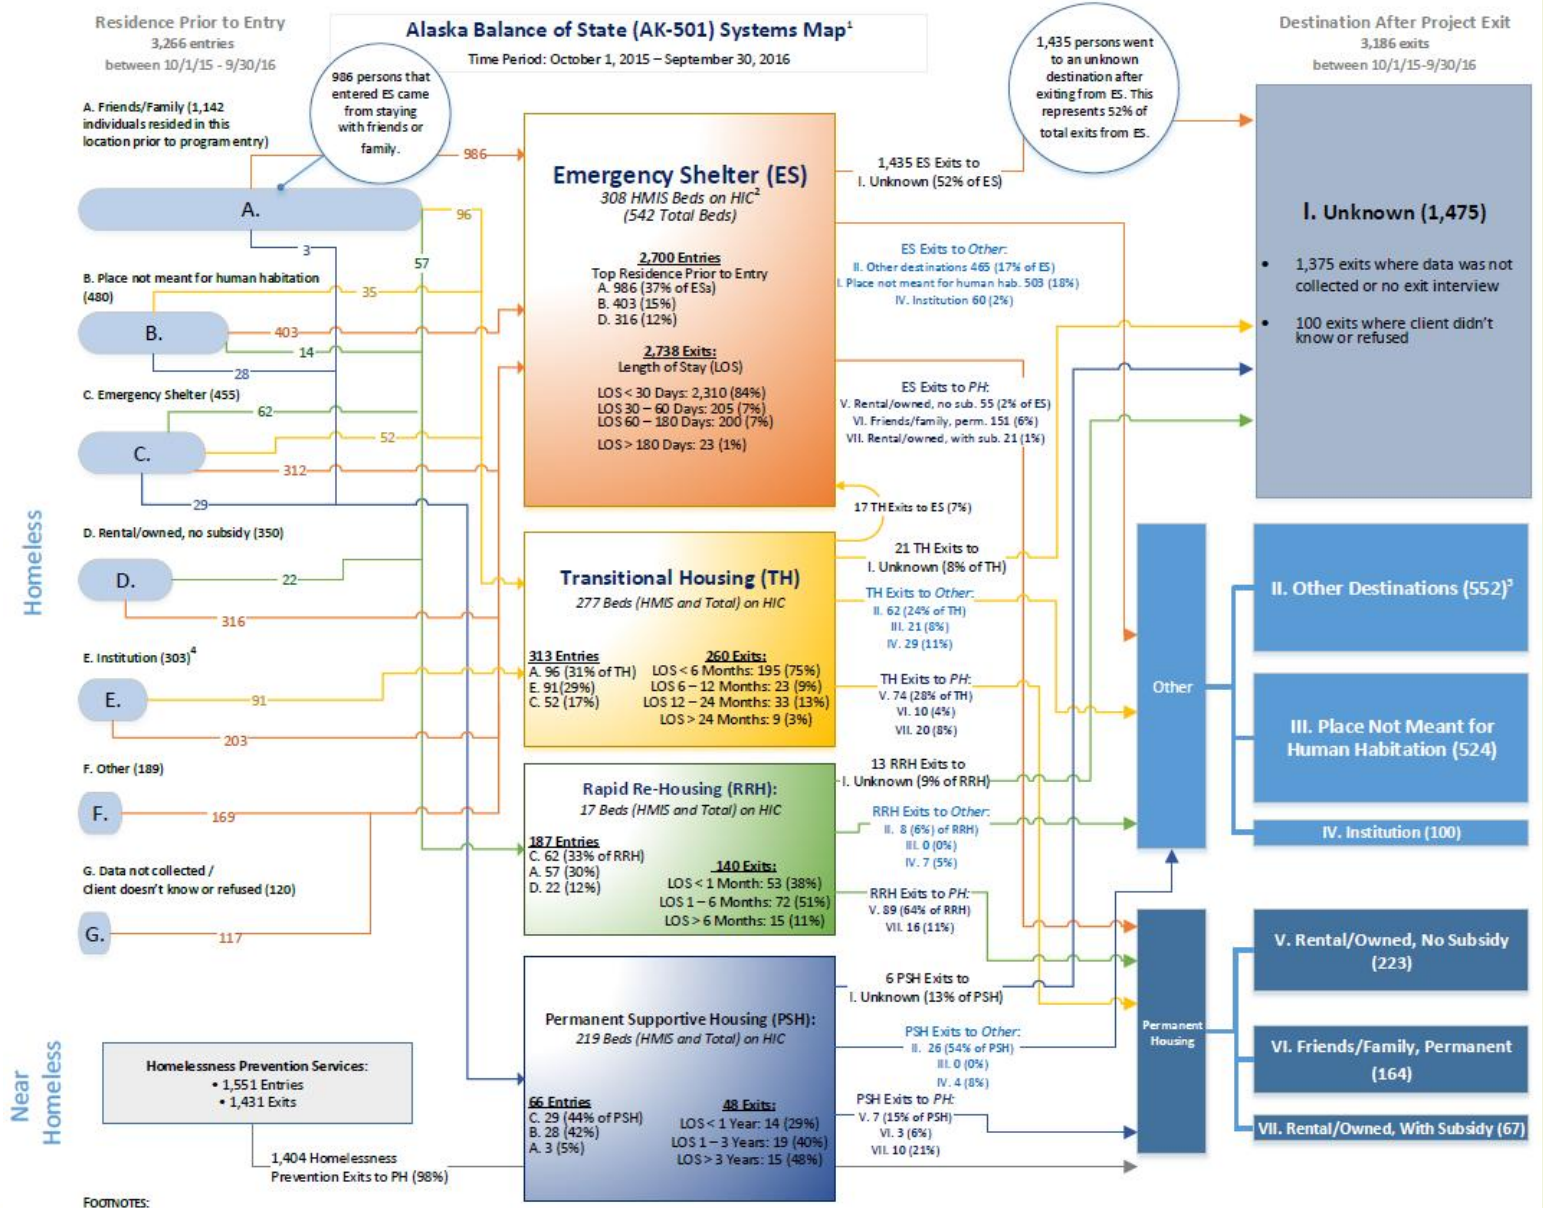 Residence Prior to Entry
3,266 entries
between 10/1/15 - 9/30/16
Alaska Balance of State (AK-501) Systems Map¹
Time Period: October 1, 2015 – September 30, 2016
Destination After Project Exit
3,186 exits
between 10/1/15-9/30/16
986 persons that
entered ES came
from staying
with friends or
family.
1,435 persons went
to an unknown
destination after
exiting from ES. This
represents 52% of
total exits from ES.
A. Friends/Family (1,142
individuals resided in this
location prior to program entry)
986
A.
96
3
57
B. Place not meant for human habitation
(480)
35
B.
403
14
28
C. Emergency Shelter (455)
62
C.
52
312
29
D. Rental/owned, no subsidy (350)
D.
22
316
E. Institution (303)⁴
E.
91
203
F. Other (189)
F.
169
G. Data not collected /
Client doesn't know or refused (120)
G.
117
Homeless
Near
Homeless
Homelessness Prevention Services:
• 1,551 Entries
• 1,431 Exits
1,404 Homelessness
Prevention Exits to PH (98%)
FOOTNOTES:
Emergency Shelter (ES)
308 HMIS Beds on HIC²
(542 Total Beds)
2,700 Entries
Top Residence Prior to Entry
A. 986 (37% of ES₃)
B. 403 (15%)
D. 316 (12%)
2,738 Exits:
Length of Stay (LOS)
LOS < 30 Days: 2,310 (84%)
LOS 30 – 60 Days: 205 (7%)
LOS 60 – 180 Days: 200 (7%)
LOS > 180 Days: 23 (1%)
Transitional Housing (TH)
277 Beds (HMIS and Total) on HIC
313 Entries
A. 96 (31% of TH)
E. 91(29%)
C. 52 (17%)
260 Exits:
LOS < 6 Months: 195 (75%)
LOS 6 – 12 Months: 23 (9%)
LOS 12 – 24 Months: 33 (13%)
LOS > 24 Months: 9 (3%)
Rapid Re-Housing (RRH):
17 Beds (HMIS and Total) on HIC
187 Entries
C. 62 (33% of RRH)
A. 57 (30%)
D. 22 (12%)
140 Exits:
LOS < 1 Month: 53 (38%)
LOS 1 – 6 Months: 72 (51%)
LOS > 6 Months: 15 (11%)
Permanent Supportive Housing (PSH):
219 Beds (HMIS and Total) on HIC
66 Entries
C. 29 (44% of PSH)
B. 28 (42%)
A. 3 (5%)
48 Exits:
LOS < 1 Year: 14 (29%)
LOS 1 – 3 Years: 19 (40%)
LOS > 3 Years: 15 (48%)
1,435 ES Exits to
I. Unknown (52% of ES)
ES Exits to Other:
II. Other destinations 465 (17% of ES)
I. Place not meant for human hab. 503 (18%)
IV. Institution 60 (2%)
ES Exits to PH:
V. Rental/owned, no sub. 55 (2% of ES)
VI. Friends/family, perm. 151 (6%)
VII. Rental/owned, with sub. 21 (1%)
17 TH Exits to ES (7%)
21 TH Exits to
I. Unknown (8% of TH)
TH Exits to Other:
II. 62 (24% of TH)
III. 21 (8%)
IV. 29 (11%)
TH Exits to PH:
V. 74 (28% of TH)
VI. 10 (4%)
VII. 20 (8%)
13 RRH Exits to
I. Unknown (9% of RRH)
RRH Exits to Other:
II. 8 (6%) of RRH)
III. 0 (0%)
IV. 7 (5%)
RRH Exits to PH:
V. 89 (64% of RRH)
VII. 16 (11%)
6 PSH Exits to
I. Unknown (13% of PSH)
PSH Exits to Other:
II. 26 (54% of PSH)
III. 0 (0%)
IV. 4 (8%)
PSH Exits to PH:
V. 7 (15% of PSH)
VI. 3 (6%)
VII. 10 (21%)
I. Unknown (1,475)
• 1,375 exits where data was not
collected or no exit interview
• 100 exits where client didn't
know or refused
Other
II. Other Destinations (552)⁵
III. Place Not Meant for
Human Habitation (524)
IV. Institution (100)
Permanent
Housing
V. Rental/Owned, No Subsidy
(223)
VI. Friends/Family, Permanent
(164)
VII. Rental/Owned, With Subsidy (67)